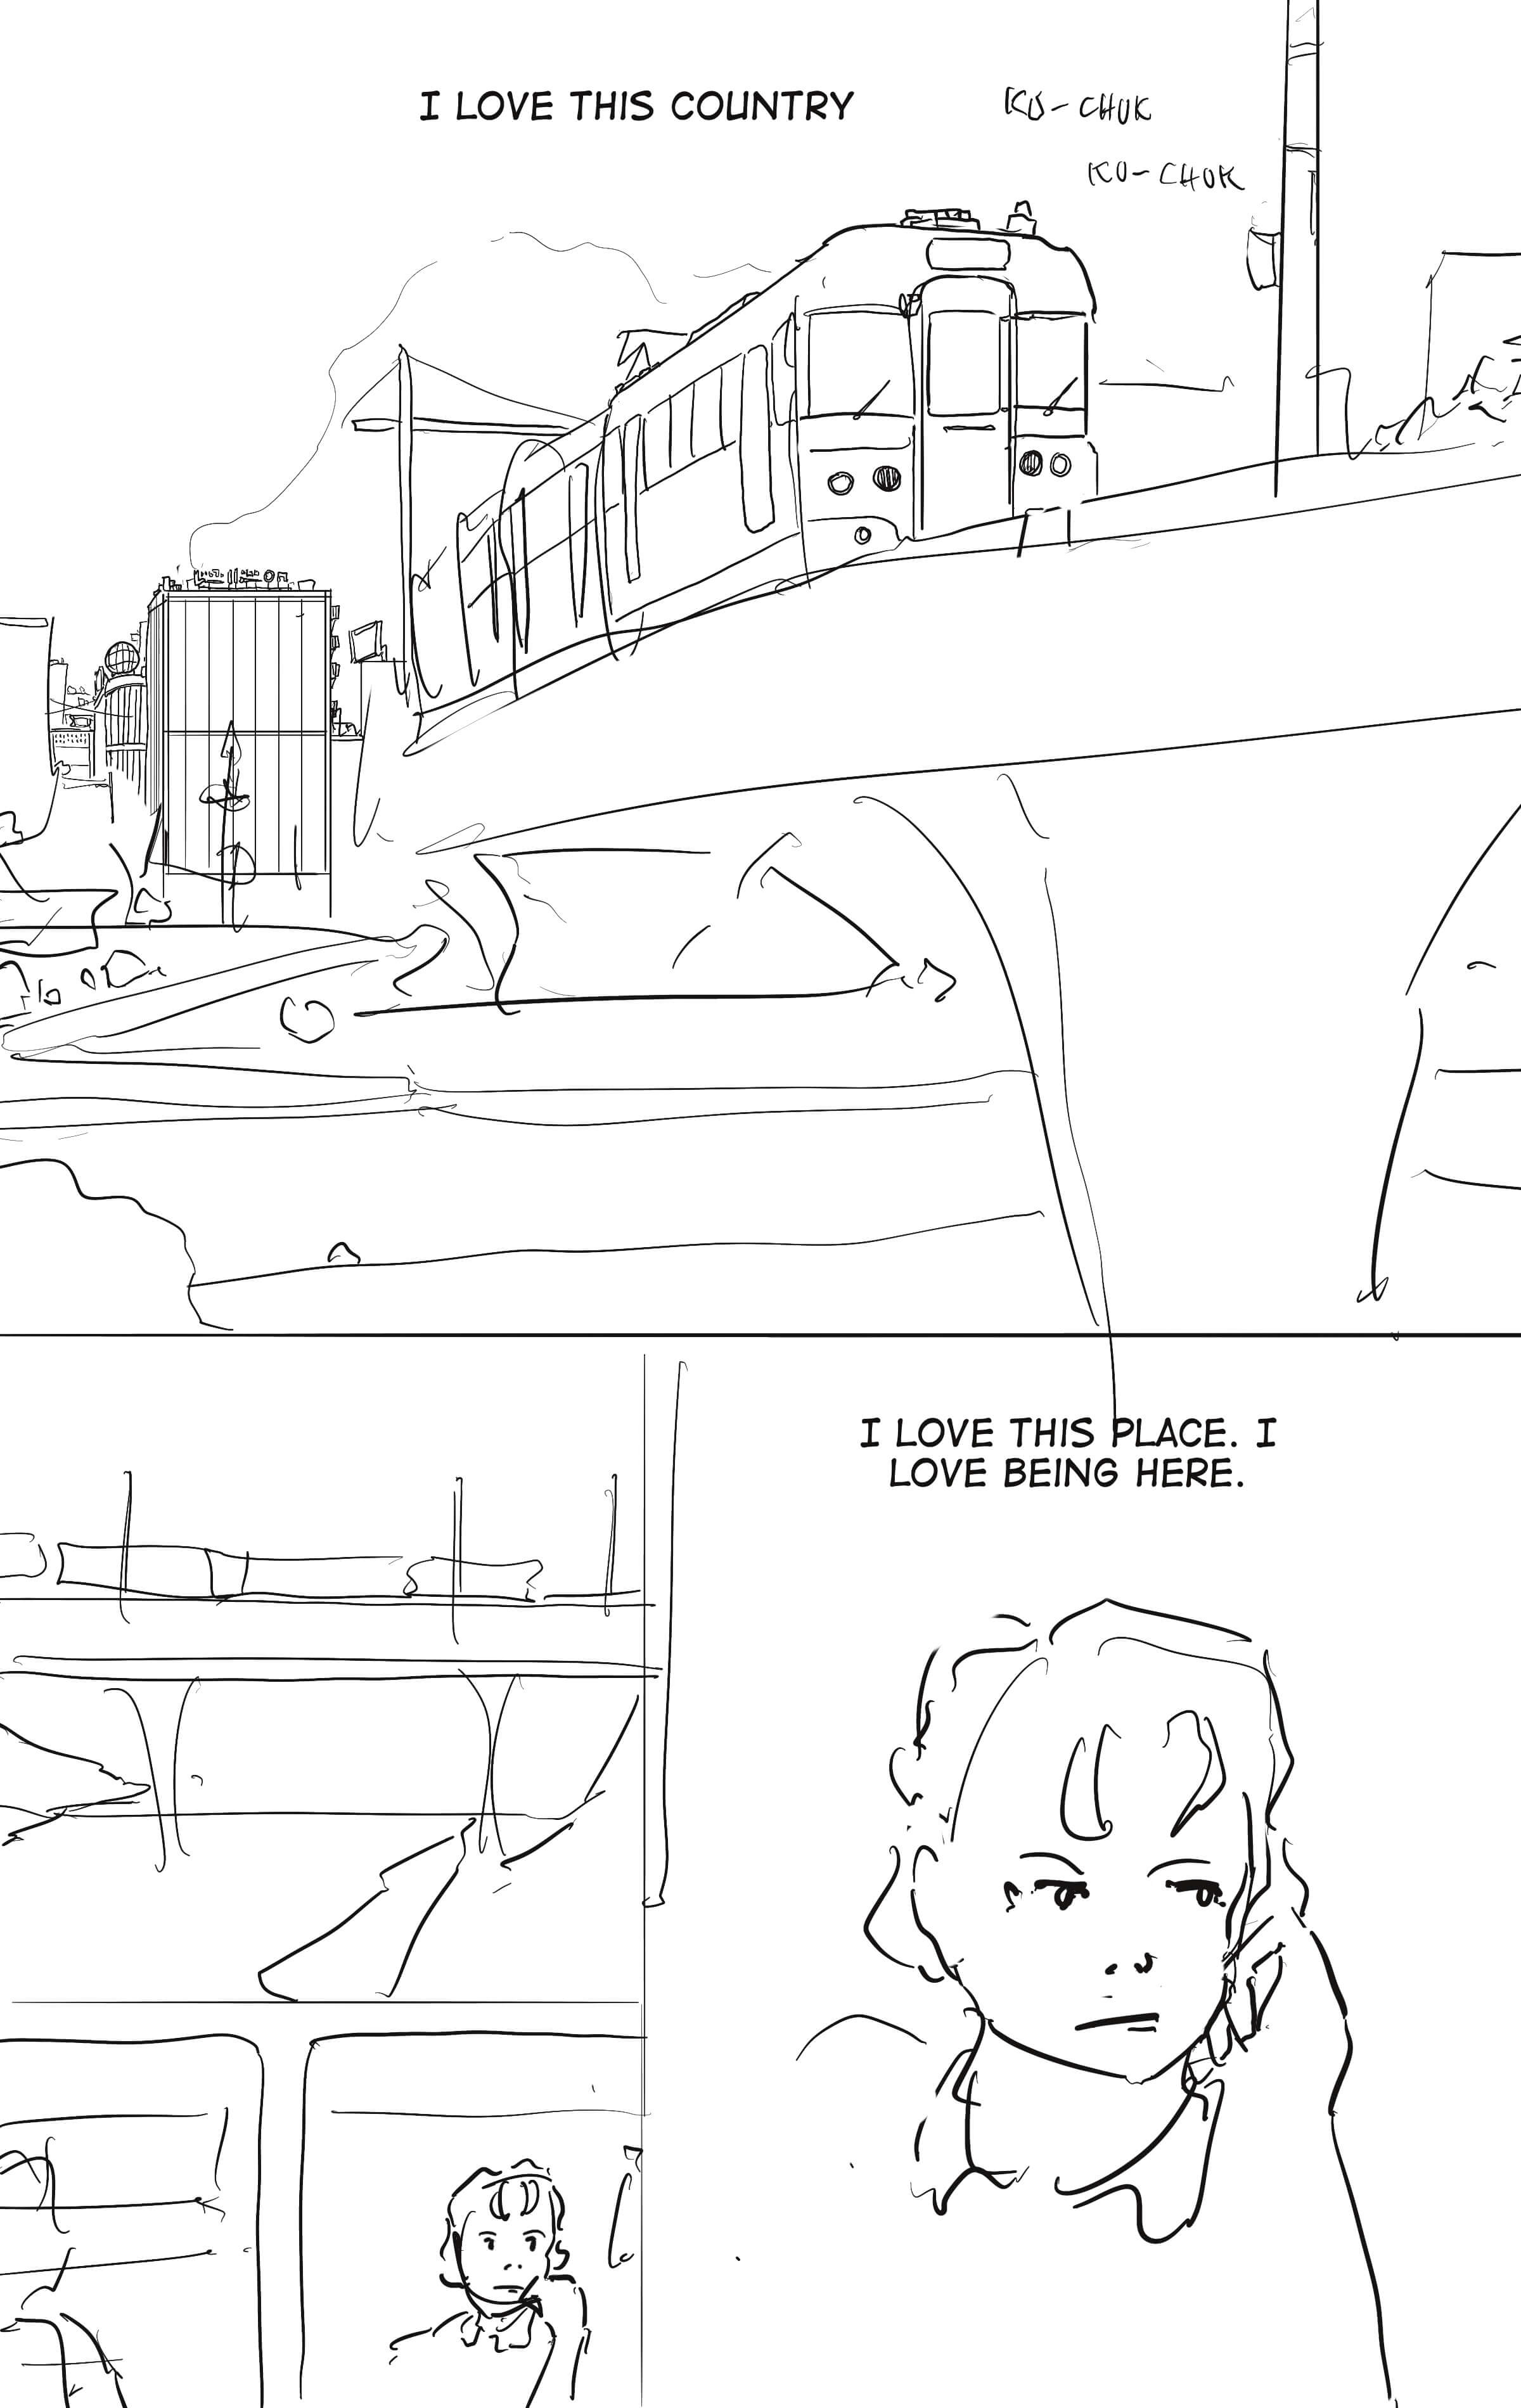 I LOVE THIS COUNTRY
KU-CHUK
KU-CHUK
I LOVE THIS PLACE. I
LOVE BEING HERE.